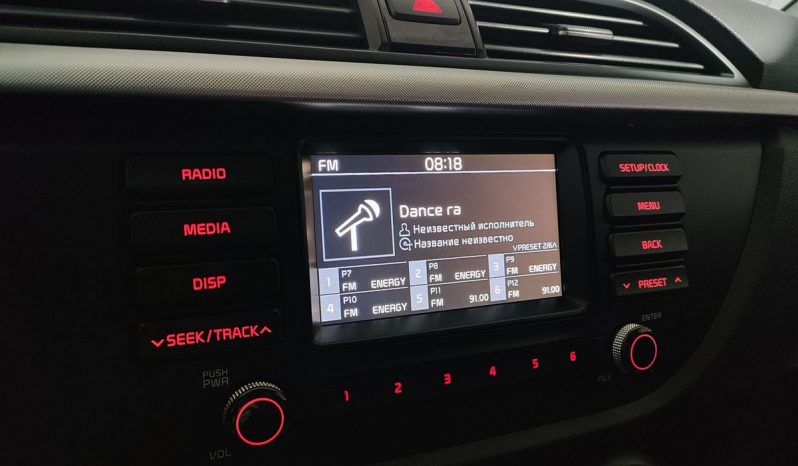 FM 08:18
Dance ra
Неизвестный исполнитель
Название неизвестно
˅PRESET 2/6˄
1 P7 FM ENERGY 2 P8 FM ENERGY 3 P9 FM ENERGY
4 P10 FM ENERGY 5 P11 FM 91.00 6 P12 FM 91.00
RADIO
MEDIA
DISP
˅ SEEK/TRACK ˄
PUSH
PWR
VOL
1 2 3 4 5 6
SETUP/CLOCK
MENU
BACK
˅ PRESET ˄
ENTER
FILE